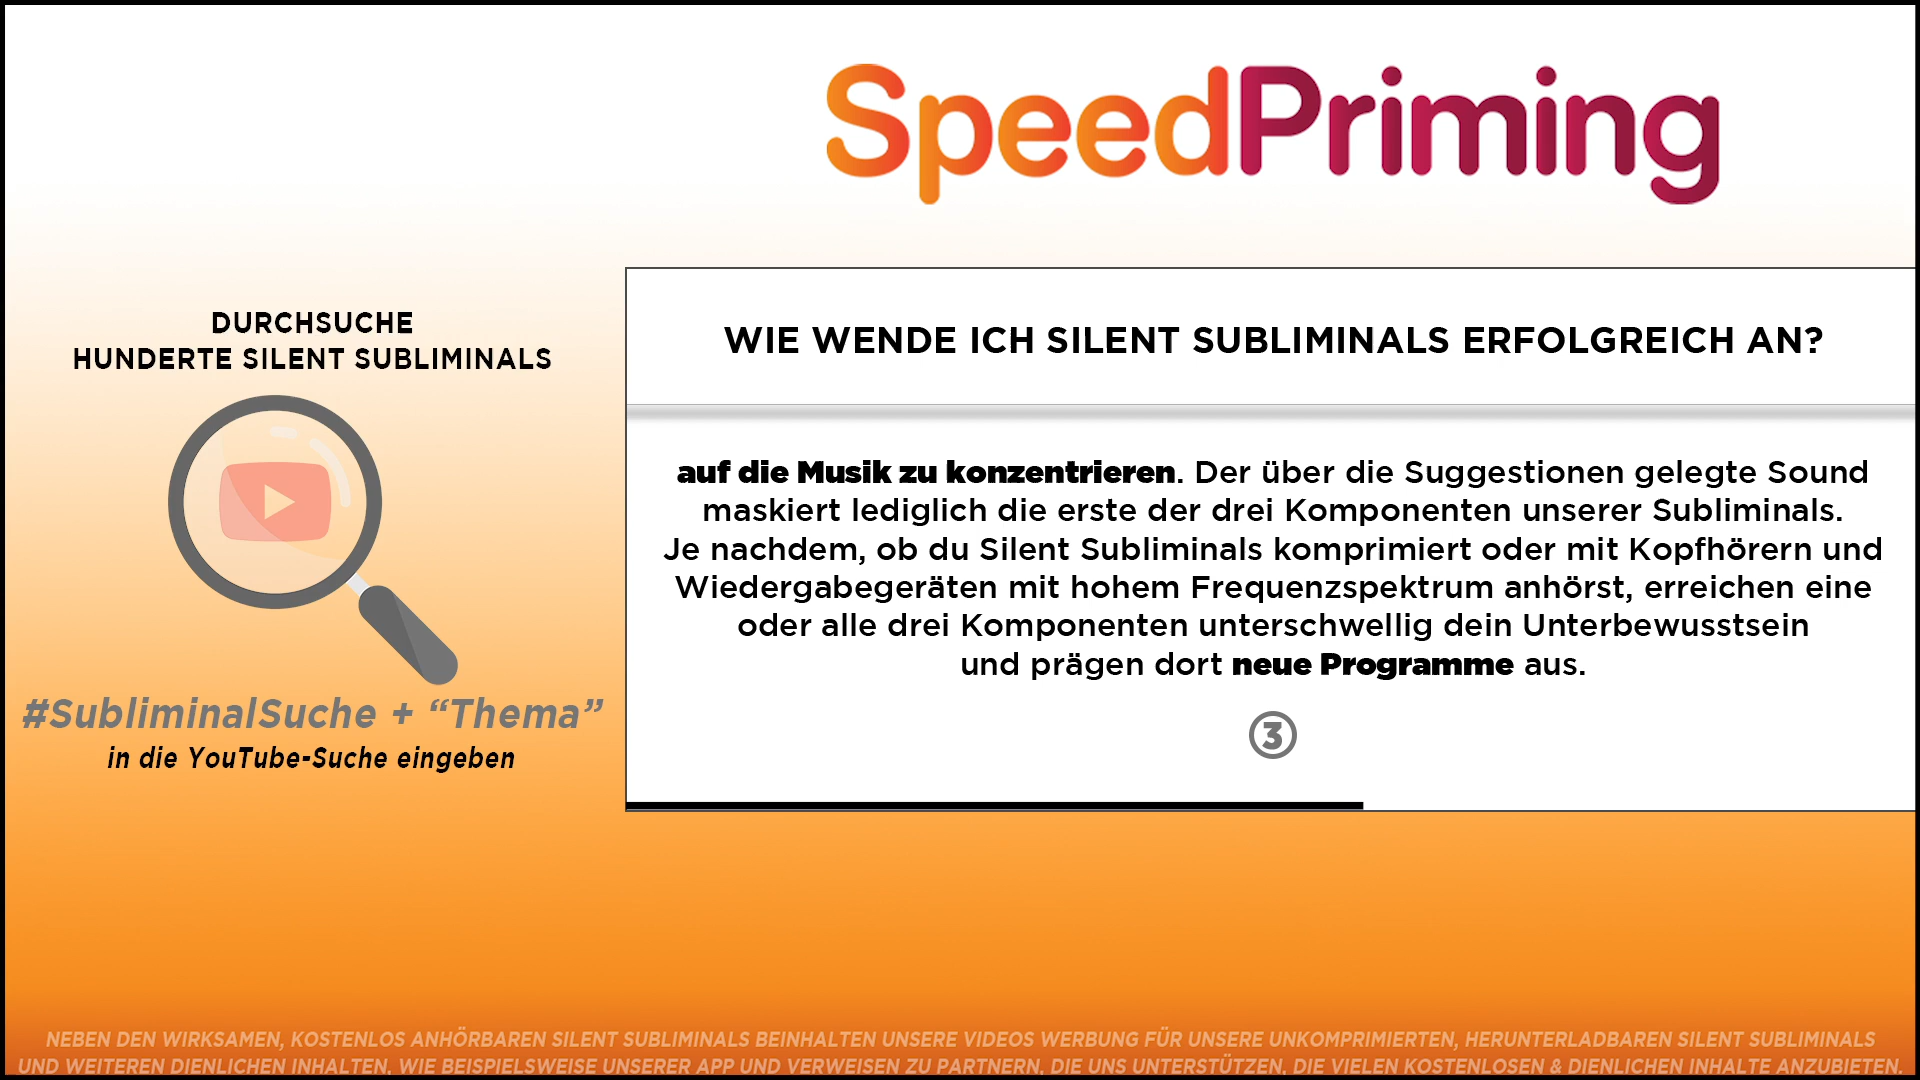 SpeedPriming
DURCHSUCHE
HUNDERTE SILENT SUBLIMINALS
#SubliminalSuche + “Thema”
in die YouTube-Suche eingeben
WIE WENDE ICH SILENT SUBLIMINALS ERFOLGREICH AN?
auf die Musik zu konzentrieren. Der über die Suggestionen gelegte Sound
maskiert lediglich die erste der drei Komponenten unserer Subliminals.
Je nachdem, ob du Silent Subliminals komprimiert oder mit Kopfhörern und
Wiedergabegeräten mit hohem Frequenzspektrum anhörst, erreichen eine
oder alle drei Komponenten unterschwellig dein Unterbewusstsein
und prägen dort neue Programme aus.
3
NEBEN DEN WIRKSAMEN, KOSTENLOS ANHÖRBAREN SILENT SUBLIMINALS BEINHALTEN UNSERE VIDEOS WERBUNG FÜR UNSERE UNKOMPRIMIERTEN, HERUNTERLADBAREN SILENT SUBLIMINALS
UND WEITEREN DIENLICHEN INHALTEN, WIE BEISPIELSWEISE UNSERER APP UND VERWEISEN ZU PARTNERN, DIE UNS UNTERSTÜTZEN, DIE VIELEN KOSTENLOSEN & DIENLICHEN INHALTE ANZUBIETEN.